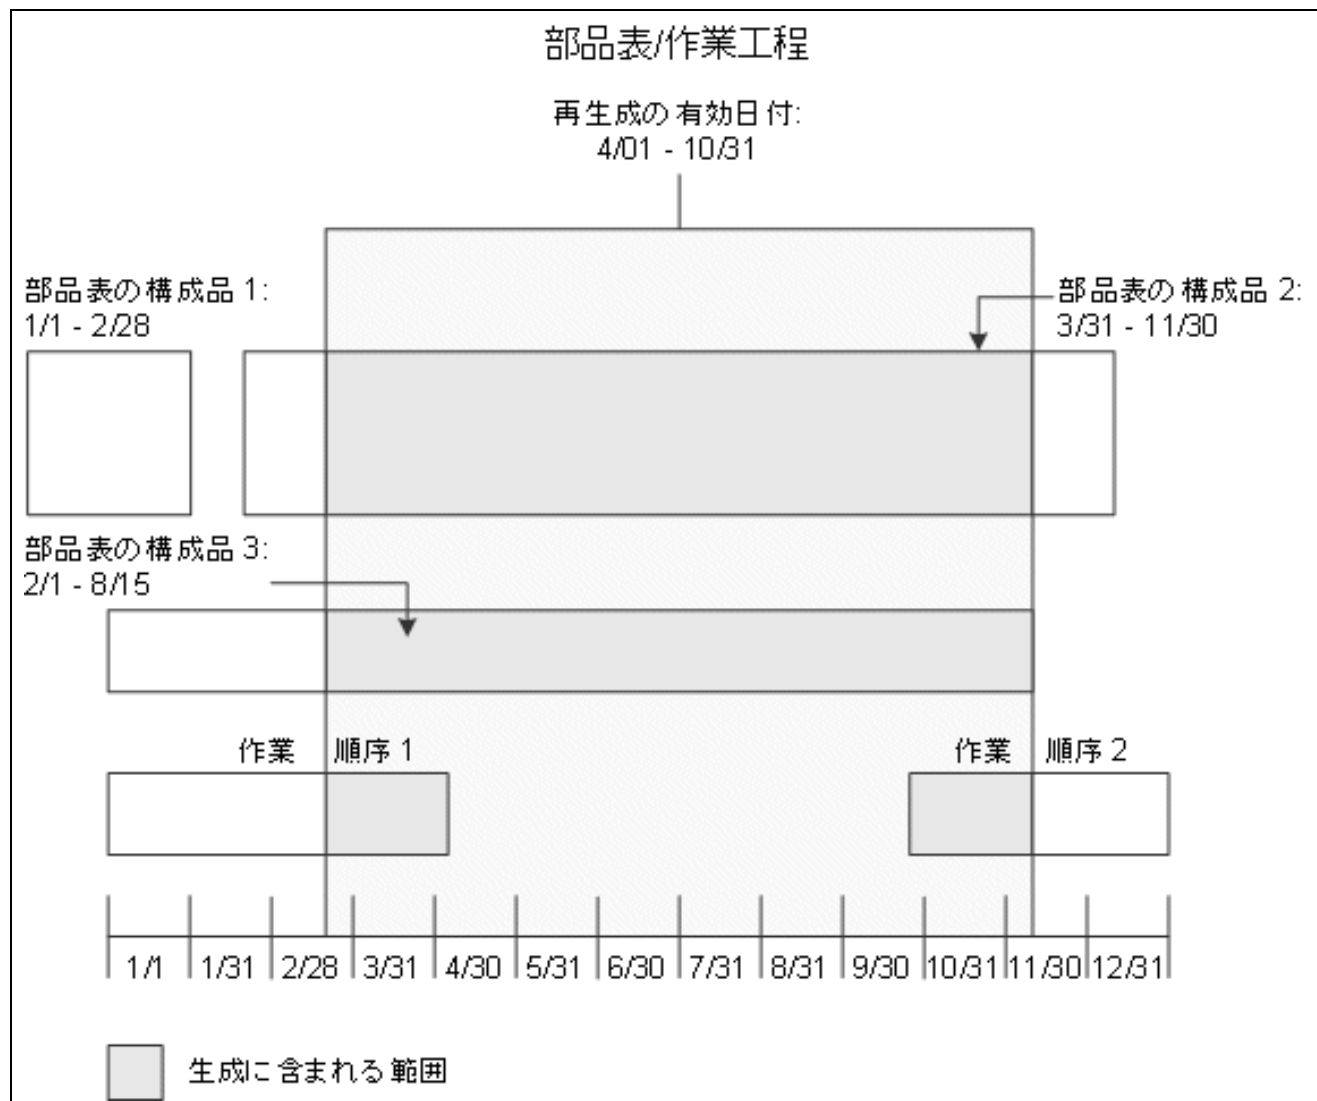 部品表/作業工程
再生成の有効日付:
4/01 - 10/31
部品表の構成品 1:
1/1 - 2/28
部品表の構成品 2:
3/31 - 11/30
部品表の構成品 3:
2/1 - 8/15
作業 順序 1
作業 順序 2
1/1 1/31 2/28 3/31 4/30 5/31 6/30 7/31 8/31 9/30 10/31 11/30 12/31
生成に含まれる範囲